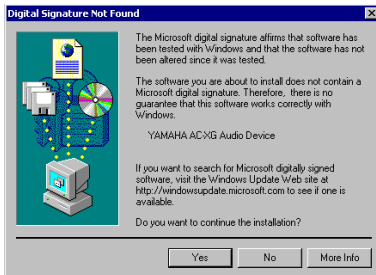 Digital Signature Not Found
The Microsoft digital signature affirms that software has
been tested with Windows and that the software has not
been altered since it was tested.
The software you are about to install does not contain a
Microsoft digital signature. Therefore, there is no
guarantee that this software works correctly with
Windows.
YAMAHA AC-XG Audio Device
If you want to search for Microsoft digitally signed
software, visit the Windows Update Web site at
http://windowsupdate.microsoft.com to see if one is
available.
Do you want to continue the installation?
Yes No More Info